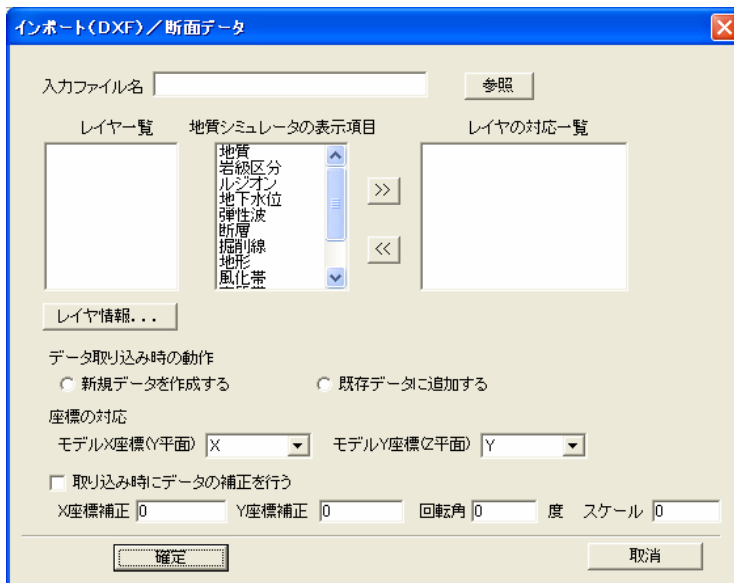 インポート(DXF)／断面データ
入力ファイル名
参照
レイヤ一覧 地質シミュレータの表示項目 レイヤの対応一覧
地質
岩級区分
ルジオン
地下水位
弾性波
断層
掘削線
地形
風化帯
>>
<<
レイヤ情報...
データ取り込み時の動作
新規データを作成する 既存データに追加する
座標の対応
モデルX座標(Y平面) X モデルY座標(Z平面) Y
取り込み時にデータの補正を行う
X座標補正 0 Y座標補正 0 回転角 0 度 スケール 0
確定 取消